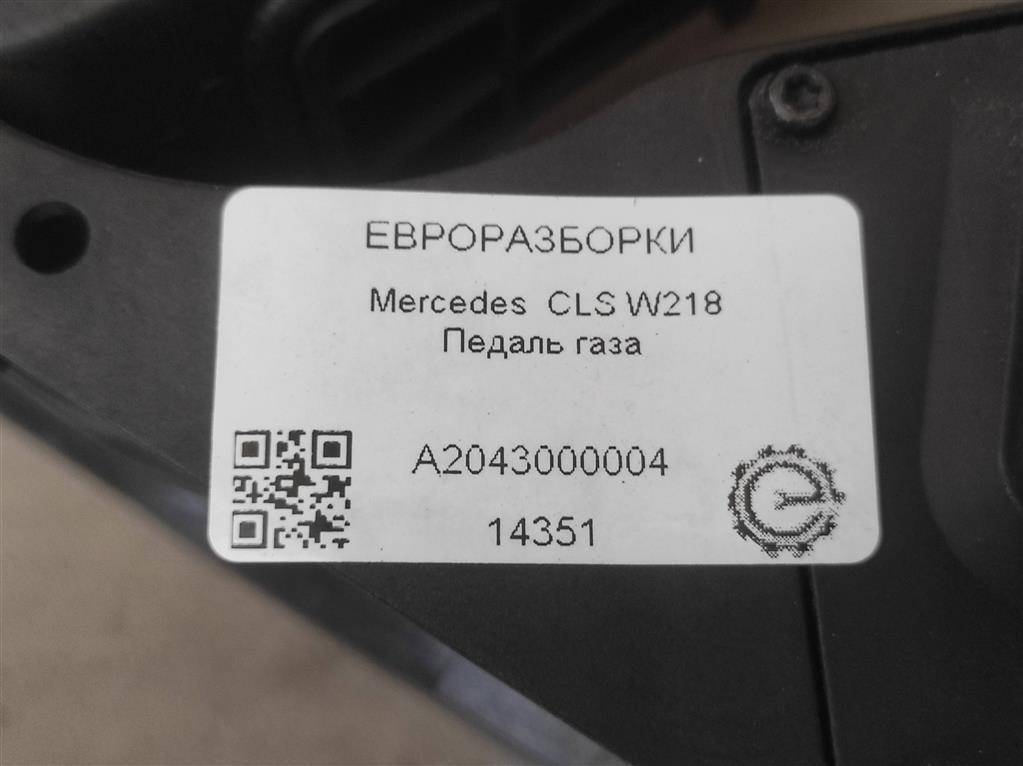 ЕВРОРАЗБОРКИ
Mercedes CLS W218
Педаль газа
A2043000004
14351